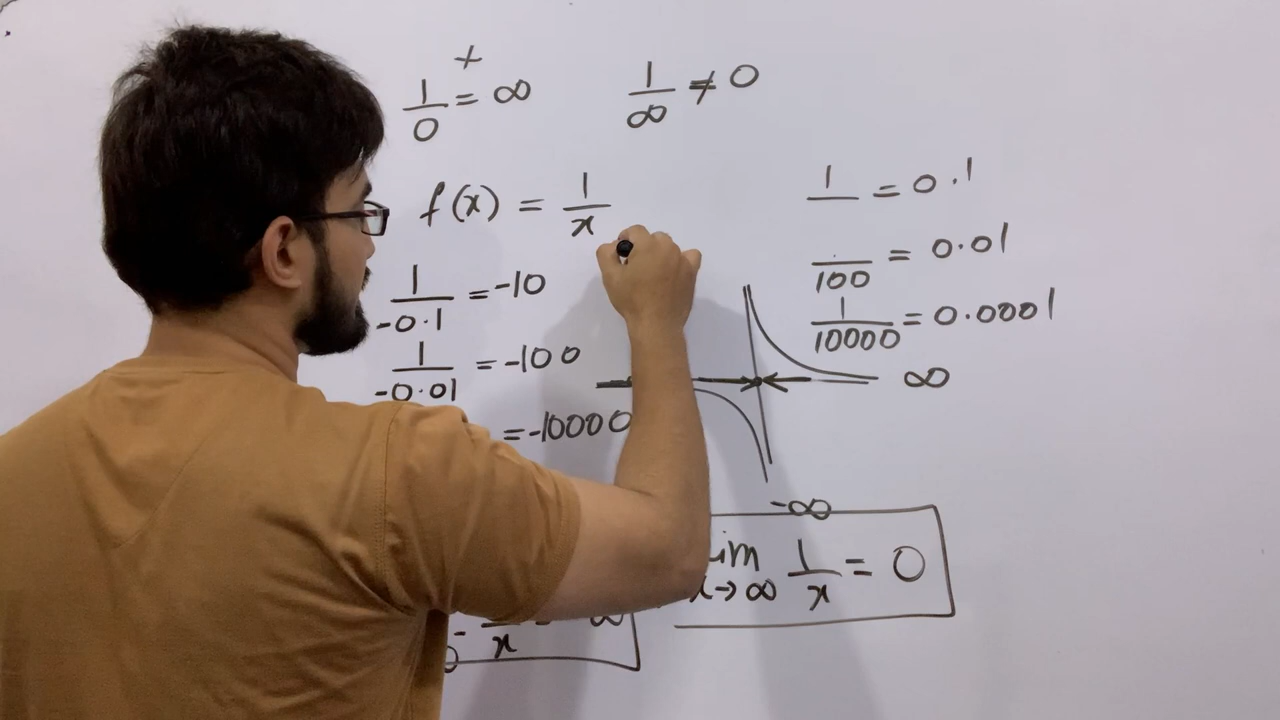 +
1/0 = ∞
1/∞ ≠ 0
f(x) = 1/x
1/-0.1 = -10
1/-0.01 = -100
= -10000
1/ = 0.1
/100 = 0.01
1/10000 = 0.0001
∞
-∞
im x→∞ 1/x = 0
x